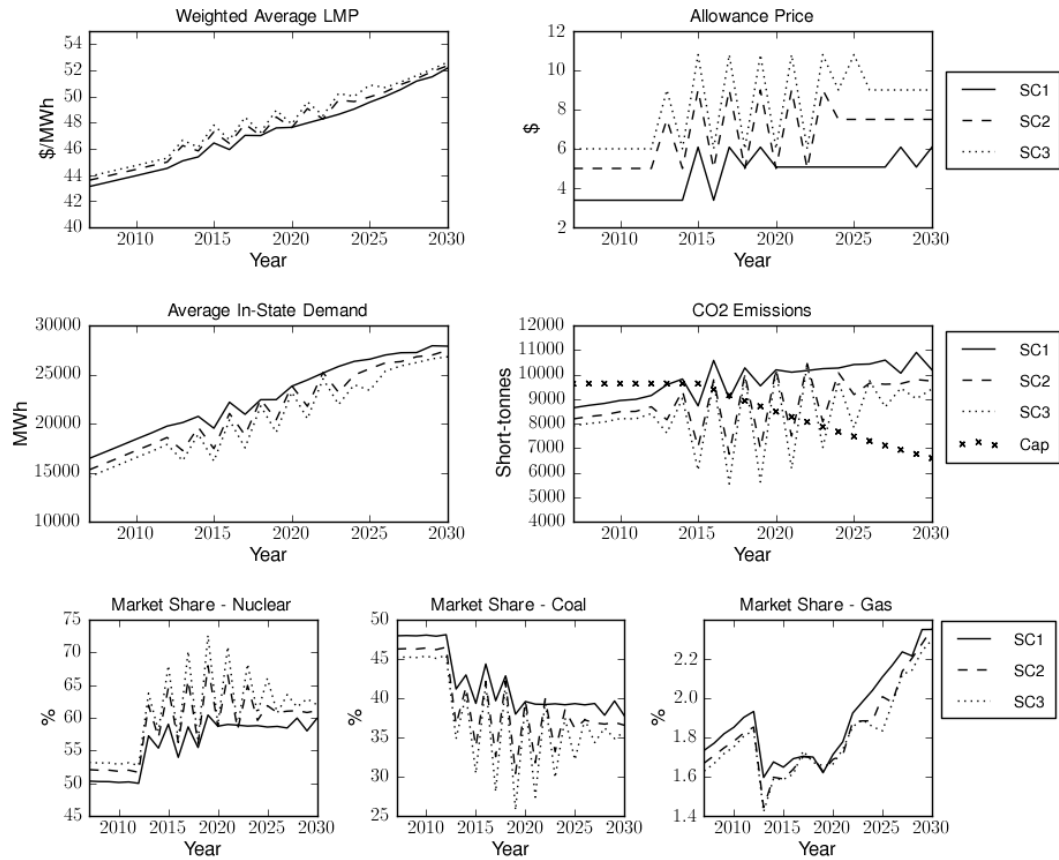 Weighted Average LMP
54
52
50
48
46
44
42
40
$/MWh
2010 2015 2020 2025 2030
Year
Allowance Price
12
10
8
6
4
2
$
2010 2015 2020 2025 2030
Year
SC1
SC2
SC3
Average In-State Demand
30000
25000
20000
15000
10000
MWh
2010 2015 2020 2025 2030
Year
CO2 Emissions
12000
11000
10000
9000
8000
7000
6000
5000
4000
Short-tonnes
2010 2015 2020 2025 2030
Year
SC1
SC2
SC3
Cap
Market Share - Nuclear
75
70
65
60
55
50
45
%
2010 2015 2020 2025 2030
Year
Market Share - Coal
50
45
40
35
30
25
%
2010 2015 2020 2025 2030
Year
Market Share - Gas
2.2
2.0
1.8
1.6
1.4
%
2010 2015 2020 2025 2030
Year
SC1
SC2
SC3